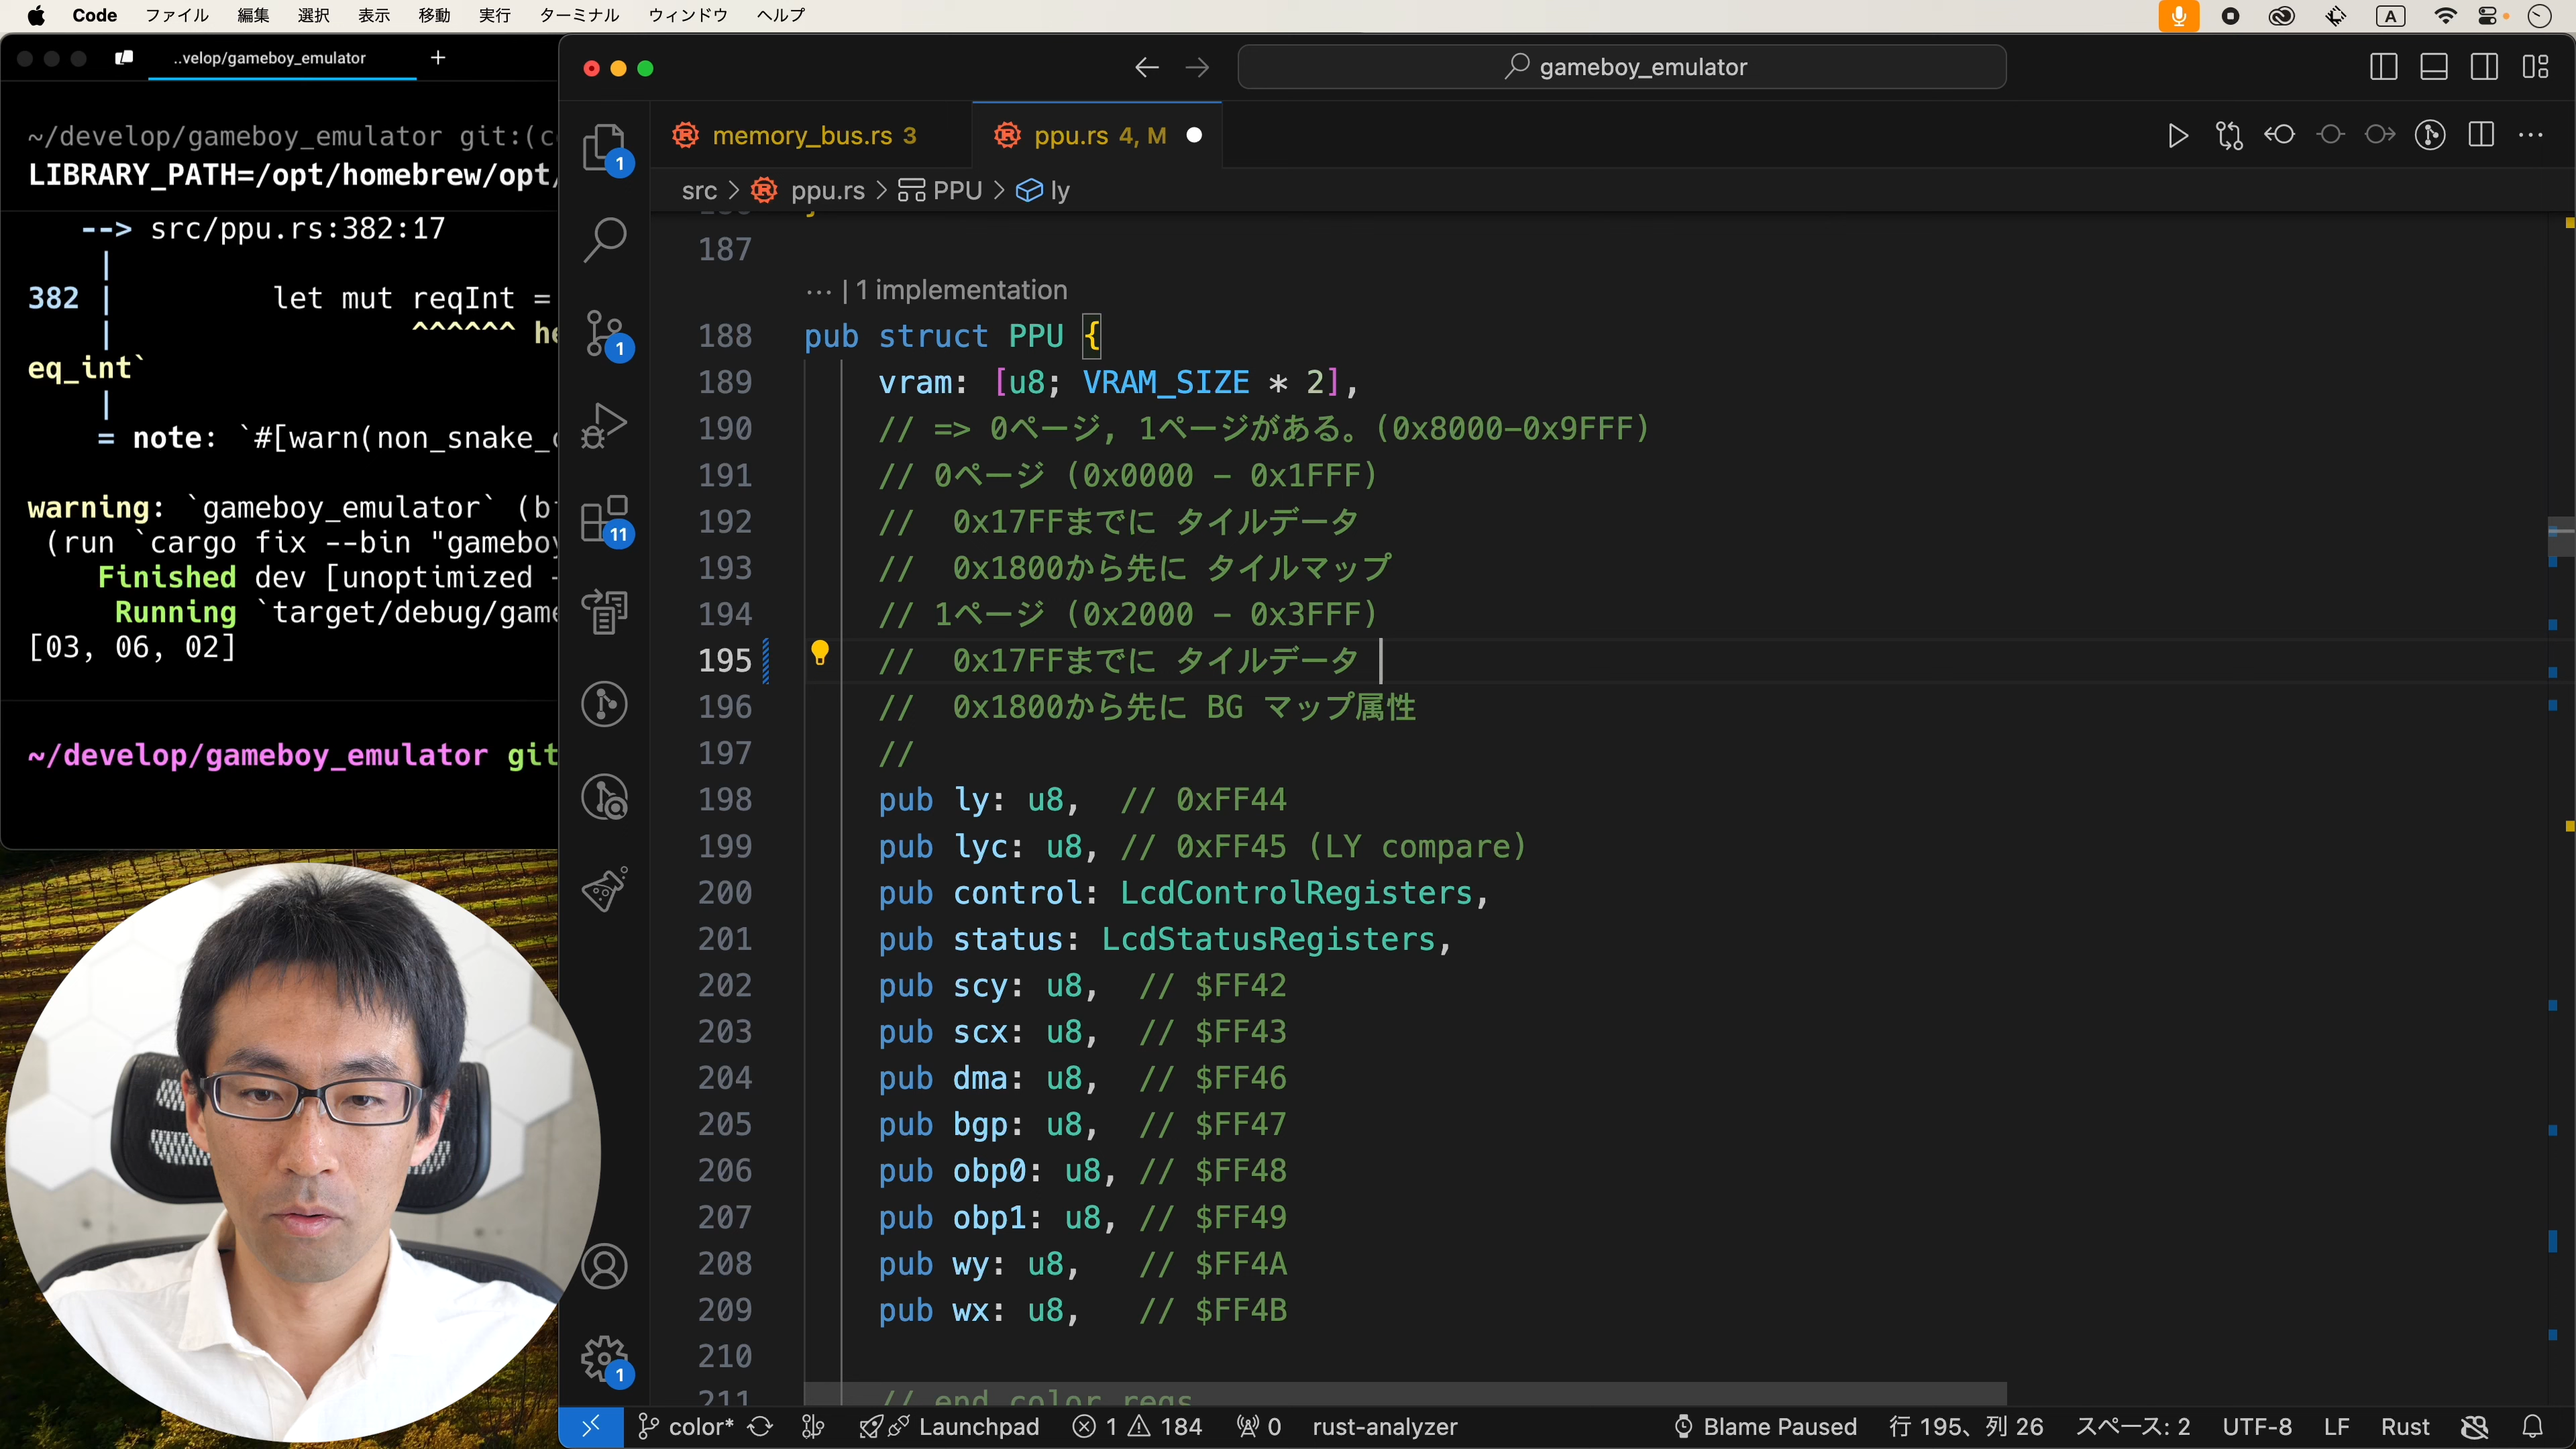 Code ファイル 編集 選択 表示 移動 実行 ターミナル ウィンドウ ヘルプ
A
..velop/gameboy_emulator +
~/develop/gameboy_emulator git:(c
LIBRARY_PATH=/opt/homebrew/opt/
--> src/ppu.rs:382:17
|
382 | let mut reqInt =
| ^^^^^^ he
eq_int`
|
= note: `#[warn(non_snake_c
warning: `gameboy_emulator` (b
(run `cargo fix --bin "gameboy
Finished dev [unoptimized
Running `target/debug/game
[03, 06, 02]
~/develop/gameboy_emulator git
gameboy_emulator
memory_bus.rs 3
ppu.rs 4, M
src > ppu.rs > PPU > ly
187
... | 1 implementation
188 pub struct PPU {
189 vram: [u8; VRAM_SIZE * 2],
190 // => 0ページ, 1ページがある。(0x8000-0x9FFF)
191 // 0ページ (0x0000 - 0x1FFF)
192 //  0x17FFまでに タイルデータ
193 //  0x1800から先に タイルマップ
194 // 1ページ (0x2000 - 0x3FFF)
195 //  0x17FFまでに タイルデータ
196 //  0x1800から先に BG マップ属性
197 //
198 pub ly: u8,  // 0xFF44
199 pub lyc: u8, // 0xFF45 (LY compare)
200 pub control: LcdControlRegisters,
201 pub status: LcdStatusRegisters,
202 pub scy: u8,  // $FF42
203 pub scx: u8,  // $FF43
204 pub dma: u8,  // $FF46
205 pub bgp: u8,  // $FF47
206 pub obp0: u8, // $FF48
207 pub obp1: u8, // $FF49
208 pub wy: u8,   // $FF4A
209 pub wx: u8,   // $FF4B
210
211 // end color regs
1
1
11
1
color* Launchpad 1 184 0 rust-analyzer Blame Paused 行 195、列 26 スペース: 2 UTF-8 LF Rust